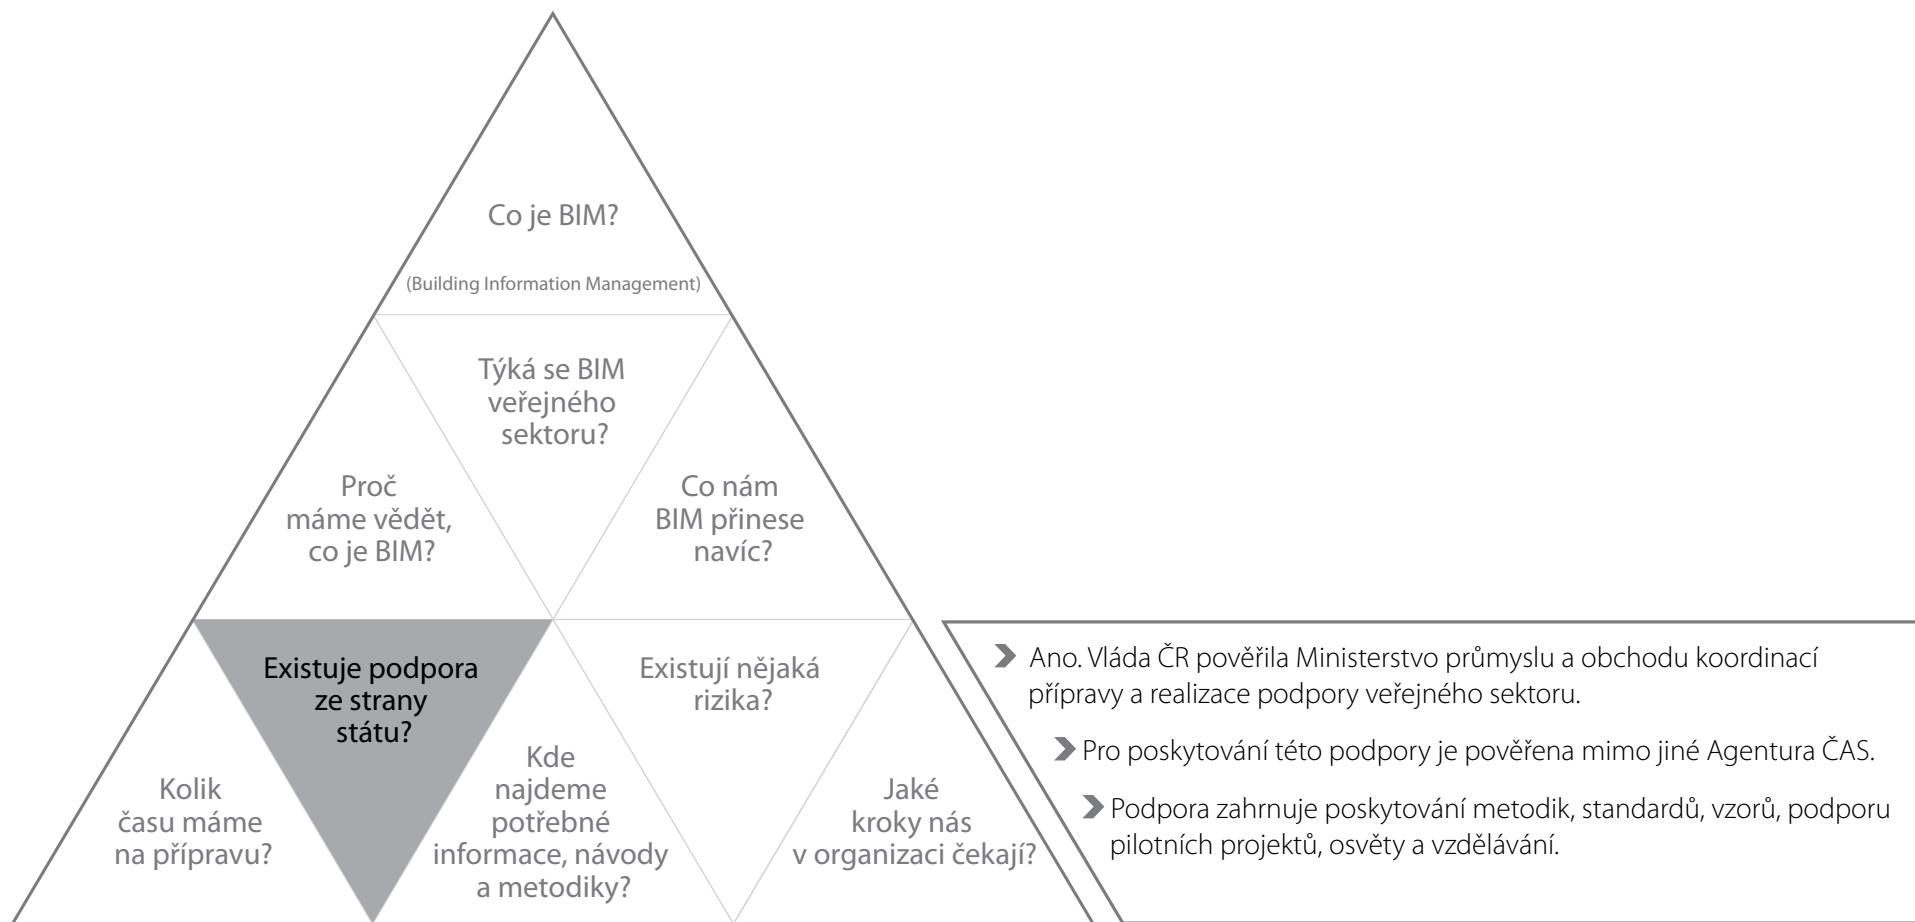 Co je BIM?
(Building Information Management)
Týká se BIM
veřejného
sektoru?
Proč
máme vědět,
co je BIM?
Co nám
BIM přinese
navíc?
Existuje podpora
ze strany
státu?
Existují nějaká
rizika?
Kolik
času máme
na přípravu?
Kde
najdeme
potřebné
informace, návody
a metodiky?
Jaké
kroky nás
v organizaci čekají?
Ano. Vláda ČR pověřila Ministerstvo průmyslu a obchodu koordinací
přípravy a realizace podpory veřejného sektoru.
Pro poskytování této podpory je pověřena mimo jiné Agentura ČAS.
Podpora zahrnuje poskytování metodik, standardů, vzorů, podporu
pilotních projektů, osvěty a vzdělávání.